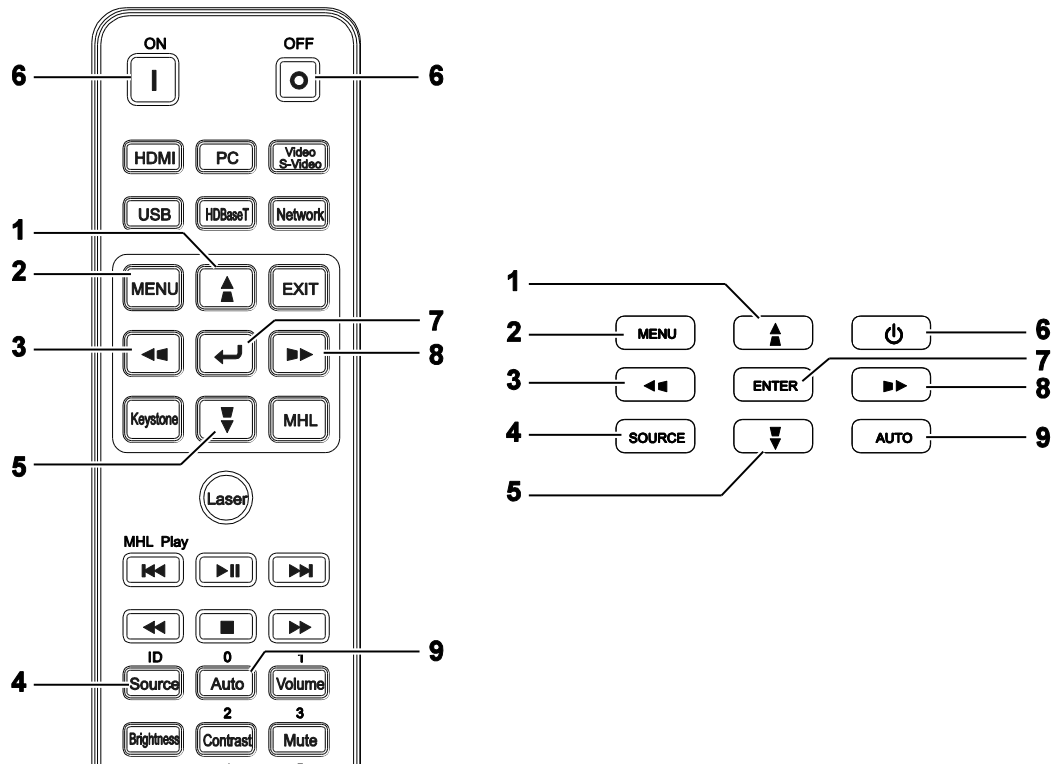 ON OFF
6 6
HDMI PC Video
S-Video
USB HDBaseT Network
1
2 MENU EXIT
3 7
8
Keystone MHL
5
Laser
MHL Play
ID 0 1
9
4 Source Auto Volume
2 3
Brightness Contrast Mute
1
2 MENU 6
7
3 ENTER 8
4 SOURCE AUTO 9
5